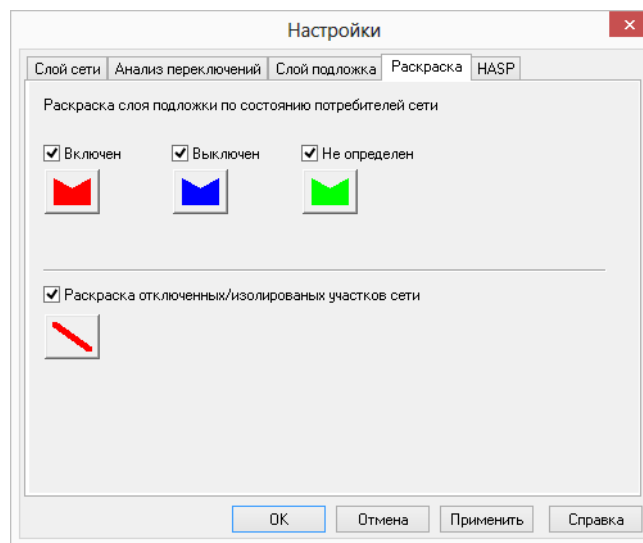 Настройки
Слой сети Анализ переключений Слой подложка Раскраска HASP
Раскраска слоя подложки по состоянию потребителей сети
Включен Выключен Не определен
Раскраска отключенных/изолированых участков сети
ОК Отмена Применить Справка